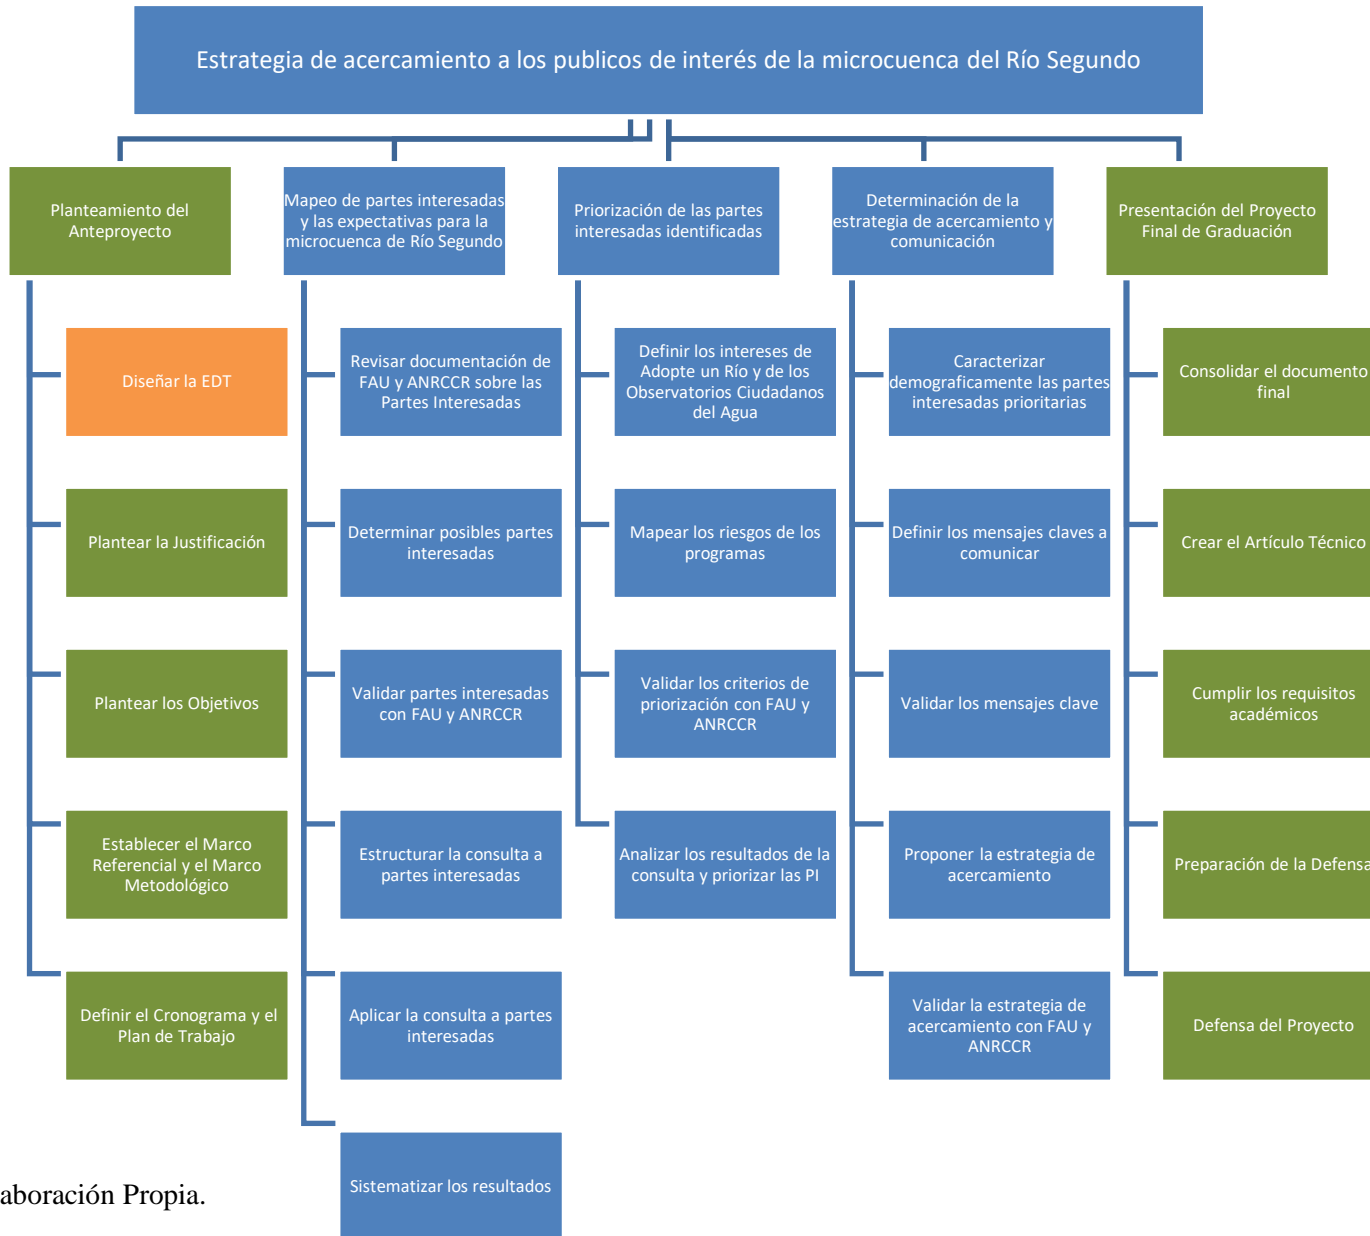 Estrategia de acercamiento a los publicos de interés de la microcuenca del Río Segundo
Planteamiento del
Anteproyecto
Diseñar la EDT
Plantear la Justificación
Plantear los Objetivos
Establecer el Marco
Referencial y el Marco
Metodológico
Definir el Cronograma y el
Plan de Trabajo
Mapeo de partes interesadas
y las expectativas para la
microcuenca de Río Segundo
Revisar documentación de
FAU y ANRCCR sobre las
Partes Interesadas
Determinar posibles partes
interesadas
Validar partes interesadas
con FAU y ANRCCR
Estructurar la consulta a
partes interesadas
Aplicar la consulta a partes
interesadas
Sistematizar los resultados
Priorización de las partes
interesadas identificadas
Definir los intereses de
Adopte un Río y de los
Observatorios Ciudadanos
del Agua
Mapear los riesgos de los
programas
Validar los criterios de
priorización con FAU y
ANRCCR
Analizar los resultados de la
consulta y priorizar las PI
Determinación de la
estrategia de acercamiento y
comunicación
Caracterizar
demograficamente las partes
interesadas prioritarias
Definir los mensajes claves a
comunicar
Validar los mensajes clave
Proponer la estrategia de
acercamiento
Validar la estrategia de
acercamiento con FAU y
ANRCCR
Presentación del Proyecto
Final de Graduación
Consolidar el documento
final
Crear el Artículo Técnico
Cumplir los requisitos
académicos
Preparación de la Defensa
Defensa del Proyecto
aboración Propia.